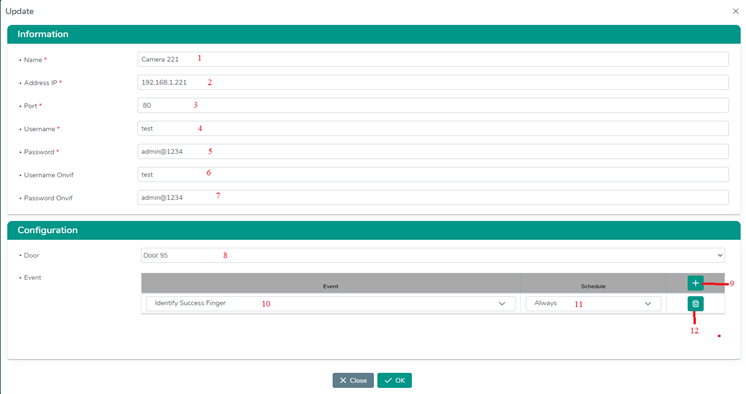 Update
Information
• Name * Camera 221 1
• Address IP * 192.168.1.221 2
• Port * 80 3
• Username * test 4
• Password * admin@1234 5
• Username Onvif test 6
• Password Onvif admin@1234 7
Configuration
• Door Door 95 8
• Event
Event Schedule 9
Identify Success Finger 10 Always 11
12
Close OK